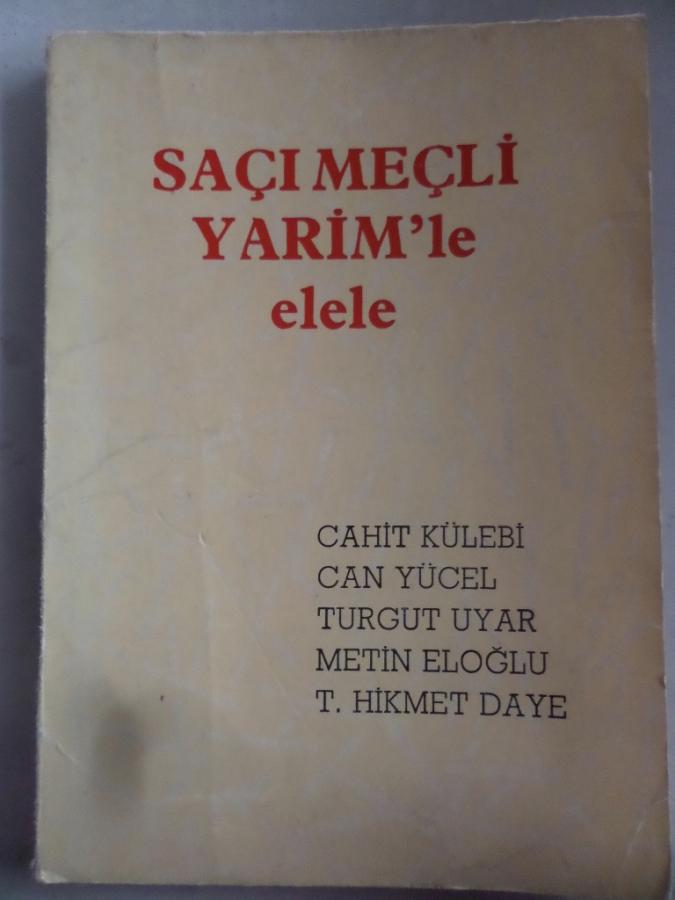 SAÇI MEÇLİ
YARİM'le
elele
CAHİT KÜLEBİ
CAN YÜCEL
TURGUT UYAR
METİN ELOĞLU
T. HİKMET DAYE